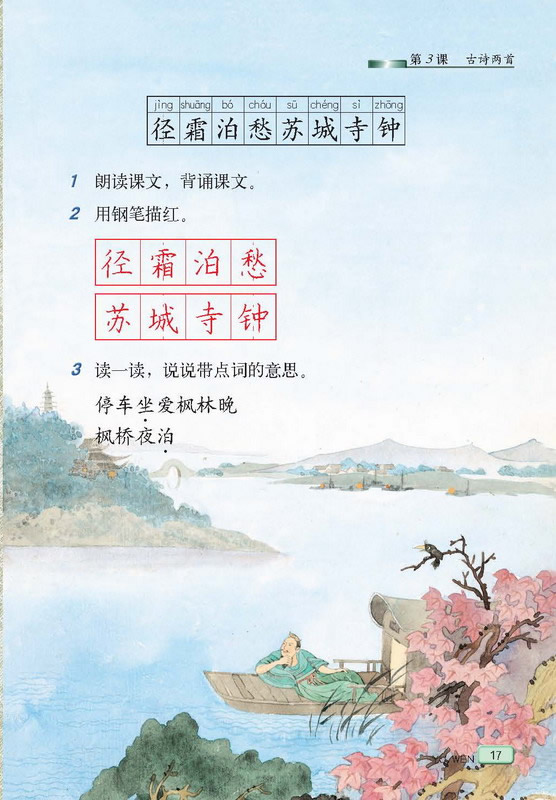 第3课 古诗两首
jìng shuāng bó chóu sū chéng sì zhōng
径霜泊愁苏城寺钟
1 朗读课文，背诵课文。
2 用钢笔描红。
径霜泊愁
苏城寺钟
3 读一读，说说带点词的意思。
停车坐爱枫林晚
枫桥夜泊
YU WEN 17